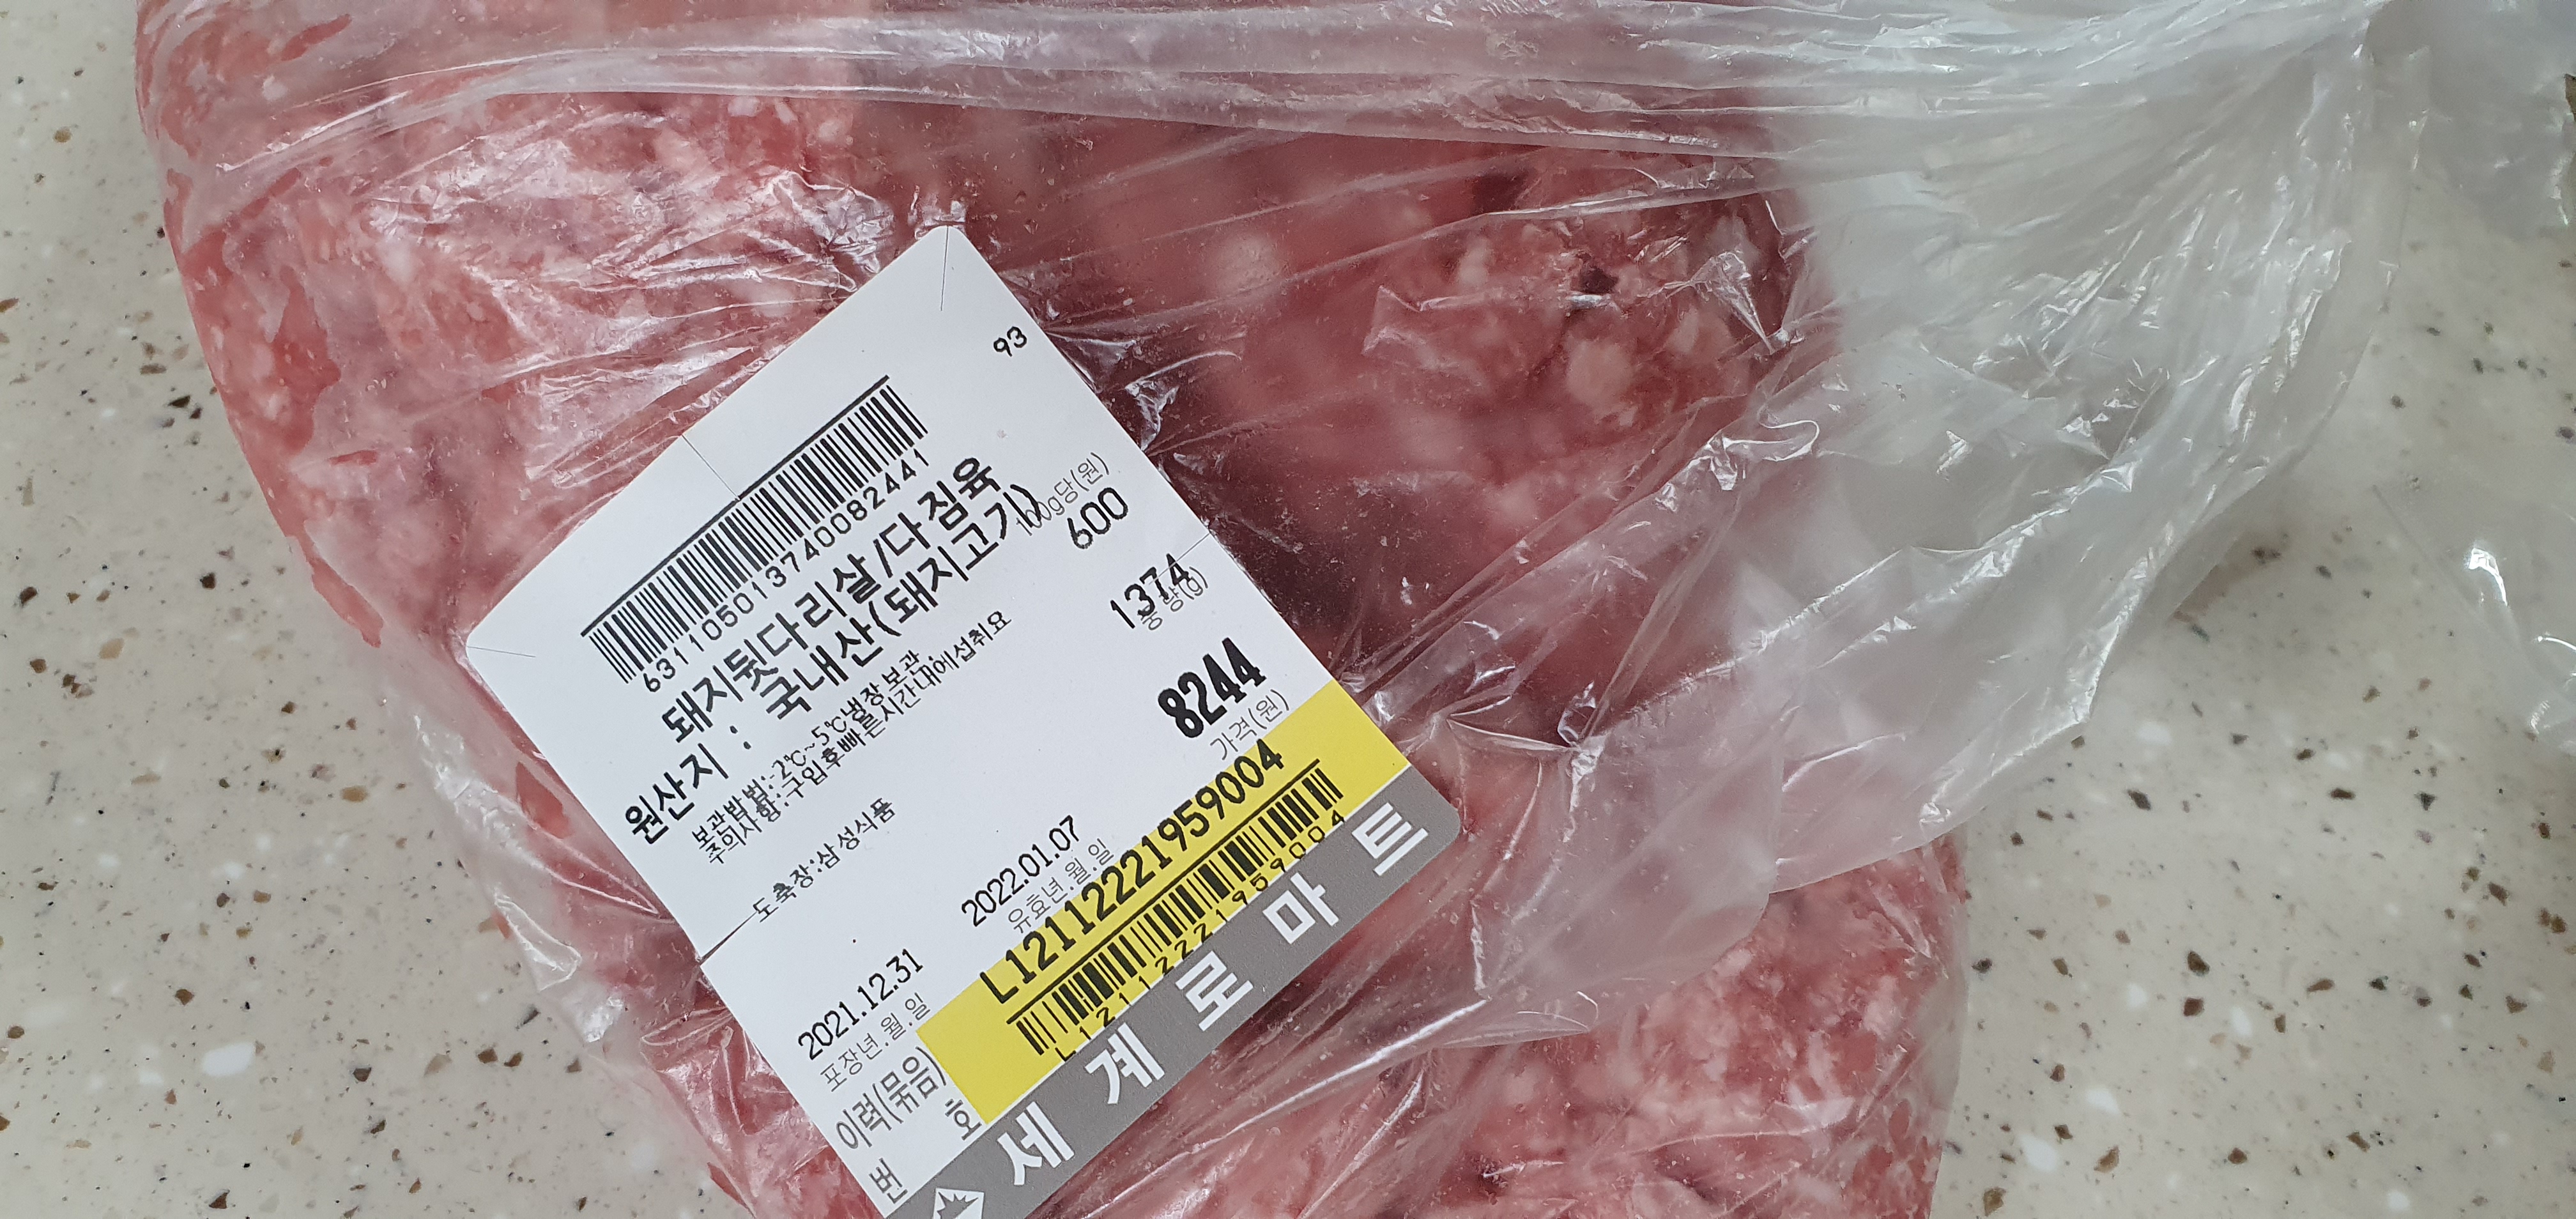 93
6311050137400824​41
돼지뒷다리살/다짐육
원산지 : 국내산(돼지고기)
100g당(원)
600
보관방법:-2℃~5℃냉장보관.
주의사항:구입후빠른시간내에섭취요
1374
중량(g)
8244
가격(원)
도축장:삼성식품
2021.12.31
포장년.월.일
2022.01.07
유효년.월.일
이력(묶음)
번 호
L12112221959004
L12112221959004
세계로마트